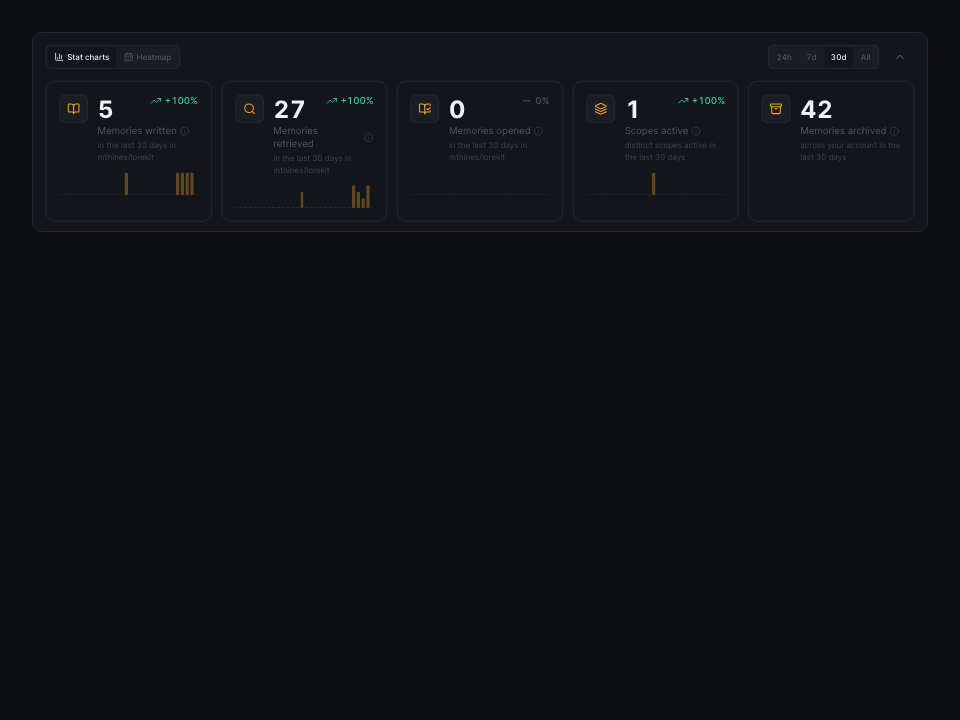 Stat charts
Heatmap
24h
7d
30d
All
5
+100%
Memories written
in the last 30 days in
mthines/lorekit
27
+100%
Memories
retrieved
in the last 30 days in
mthines/lorekit
0
0%
Memories opened
in the last 30 days in
mthines/lorekit
1
+100%
Scopes active
distinct scopes active in
the last 30 days
42
Memories archived
across your account in the
last 30 days